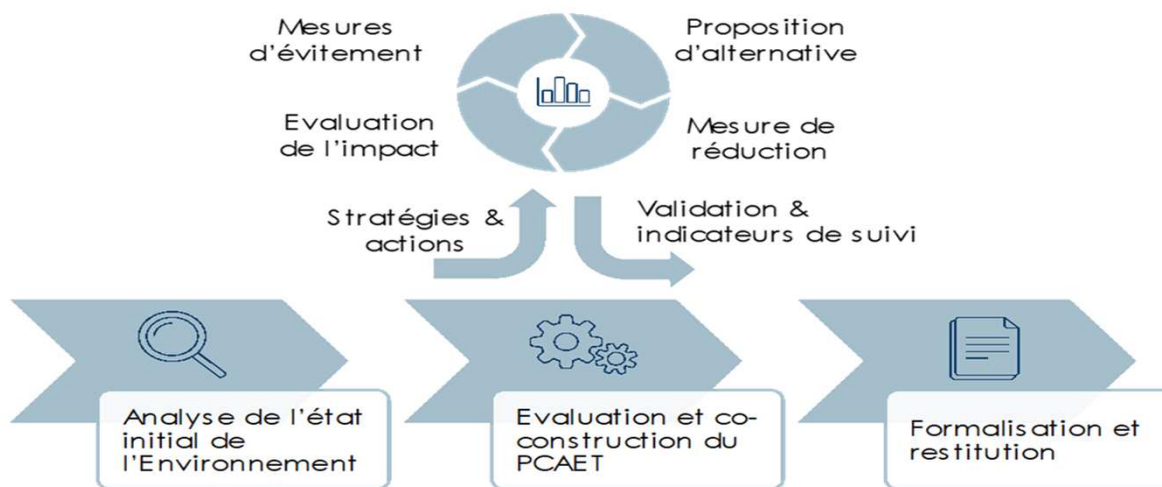 Mesures
d'évitement
Proposition
d'alternative
Evaluation
de l'impact
Mesure de
réduction
Stratégies &
actions
Validation &
indicateurs de suivi
Analyse de l'état
initial de
l'Environnement
Evaluation et co-
construction du
PCAET
Formalisation et
restitution